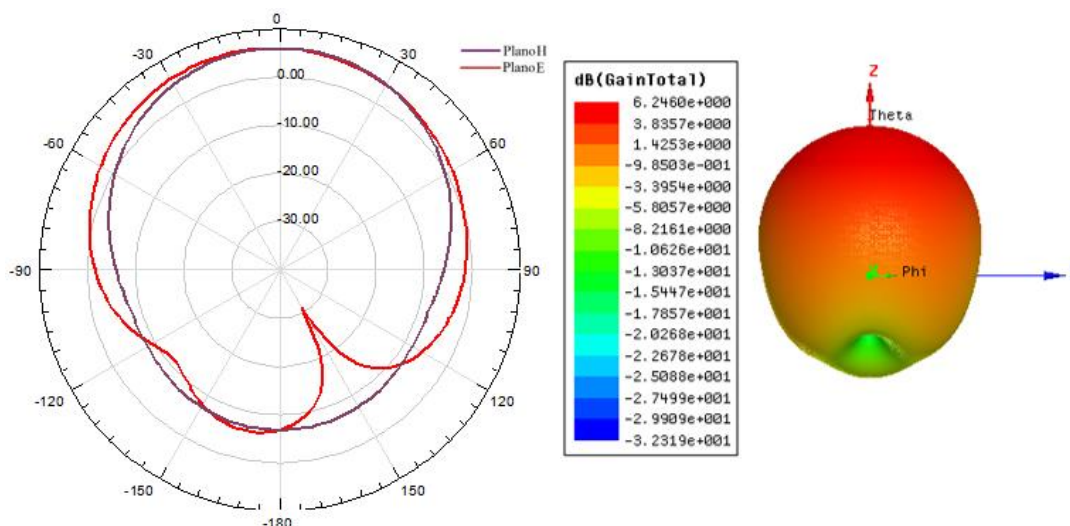 0
-30
30
PlanoH
PlanoE
0.00
-10.00
-60
60
-20.00
-30.00
-90
90
-120
120
-150
150
-180
dB(GainTotal)
6.2460e+000
3.8357e+000
1.4253e+000
-9.8503e-001
-3.3954e+000
-5.8057e+000
-8.2161e+000
-1.0626e+001
-1.3037e+001
-1.5447e+001
-1.7857e+001
-2.0268e+001
-2.2678e+001
-2.5088e+001
-2.7499e+001
-2.9909e+001
-3.2319e+001
Z
Theta
Phi